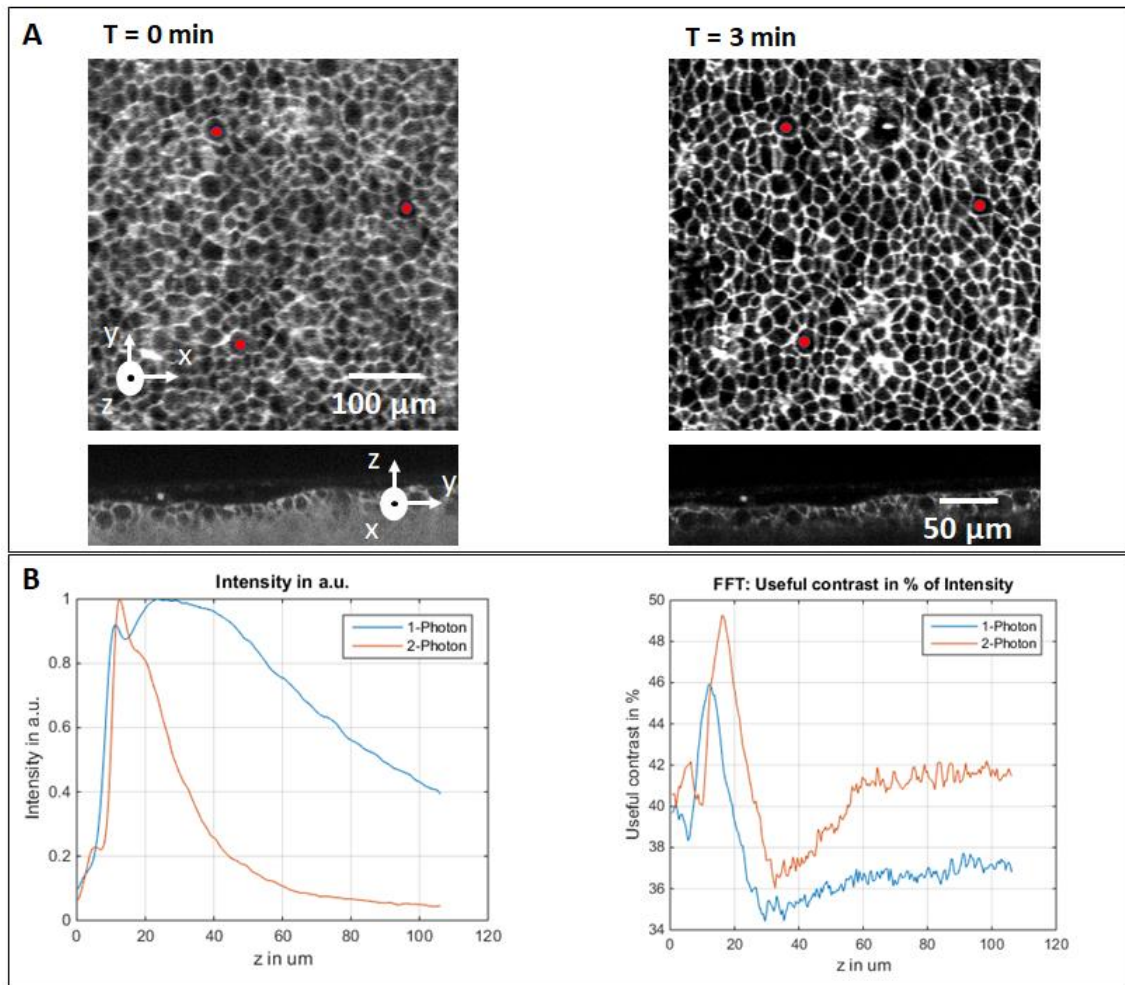 A
T = 0 min
T = 3 min
y
x
z
100 µm
z
y
x
50 µm
B
Intensity in a.u.
1-Photon
2-Photon
Intensity in a.u.
1
0.8
0.6
0.4
0.2
0
0 20 40 60 80 100 120
z in um
FFT: Useful contrast in % of Intensity
1-Photon
2-Photon
Useful contrast in %
50
48
46
44
42
40
38
36
34
0 20 40 60 80 100 120
z in um